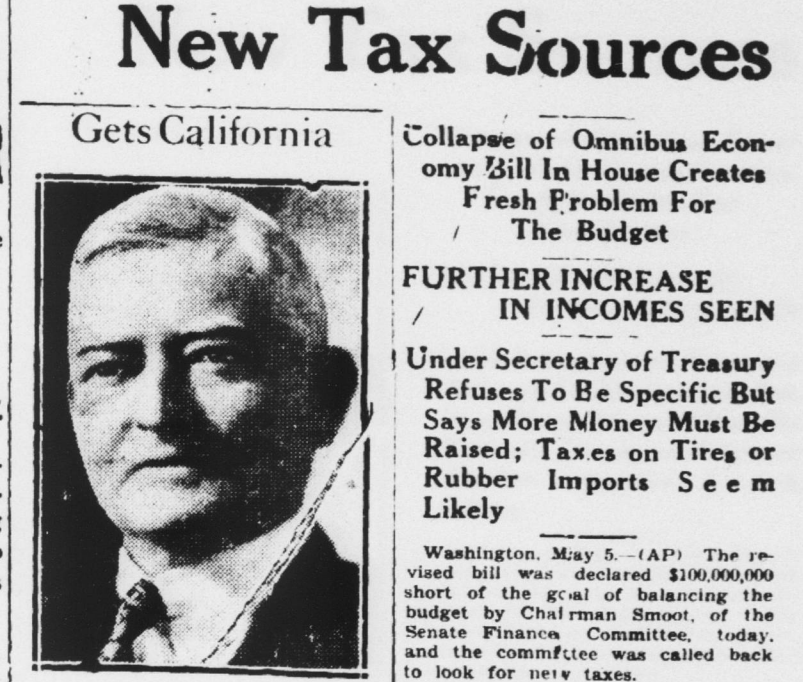 New Tax Sources
Gets California
Collapse of Omnibus Econ-
omy Bill In House Creates
Fresh Problem For
The Budget
FURTHER INCREASE
IN INCOMES SEEN
Under Secretary of Treasury
Refuses To Be Specific But
Says More Money Must Be
Raised; Taxes on Tires or
Rubber Imports Seem
Likely
Washington, May 5.—(AP) The re-
vised bill was declared $100,000,000
short of the goal of balancing the
budget by Chairman Smoot, of the
Senate Finance Committee, today,
and the committee was called back
to look for new taxes.